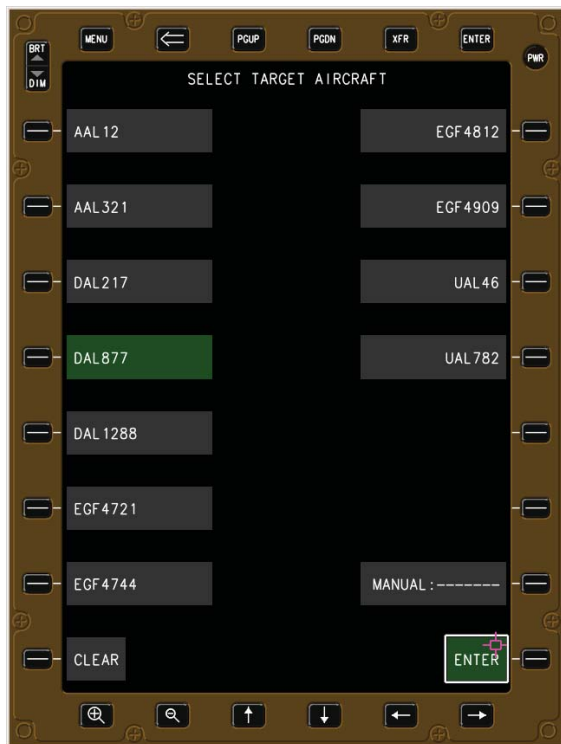 MENU
PGUP
PGDN
XFR
ENTER
BRT
DIM
PWR
SELECT TARGET AIRCRAFT
AAL12
EGF4812
AAL321
EGF4909
DAL217
UAL46
DAL877
UAL782
DAL1288
EGF4721
EGF4744
MANUAL:-------
CLEAR
ENTER